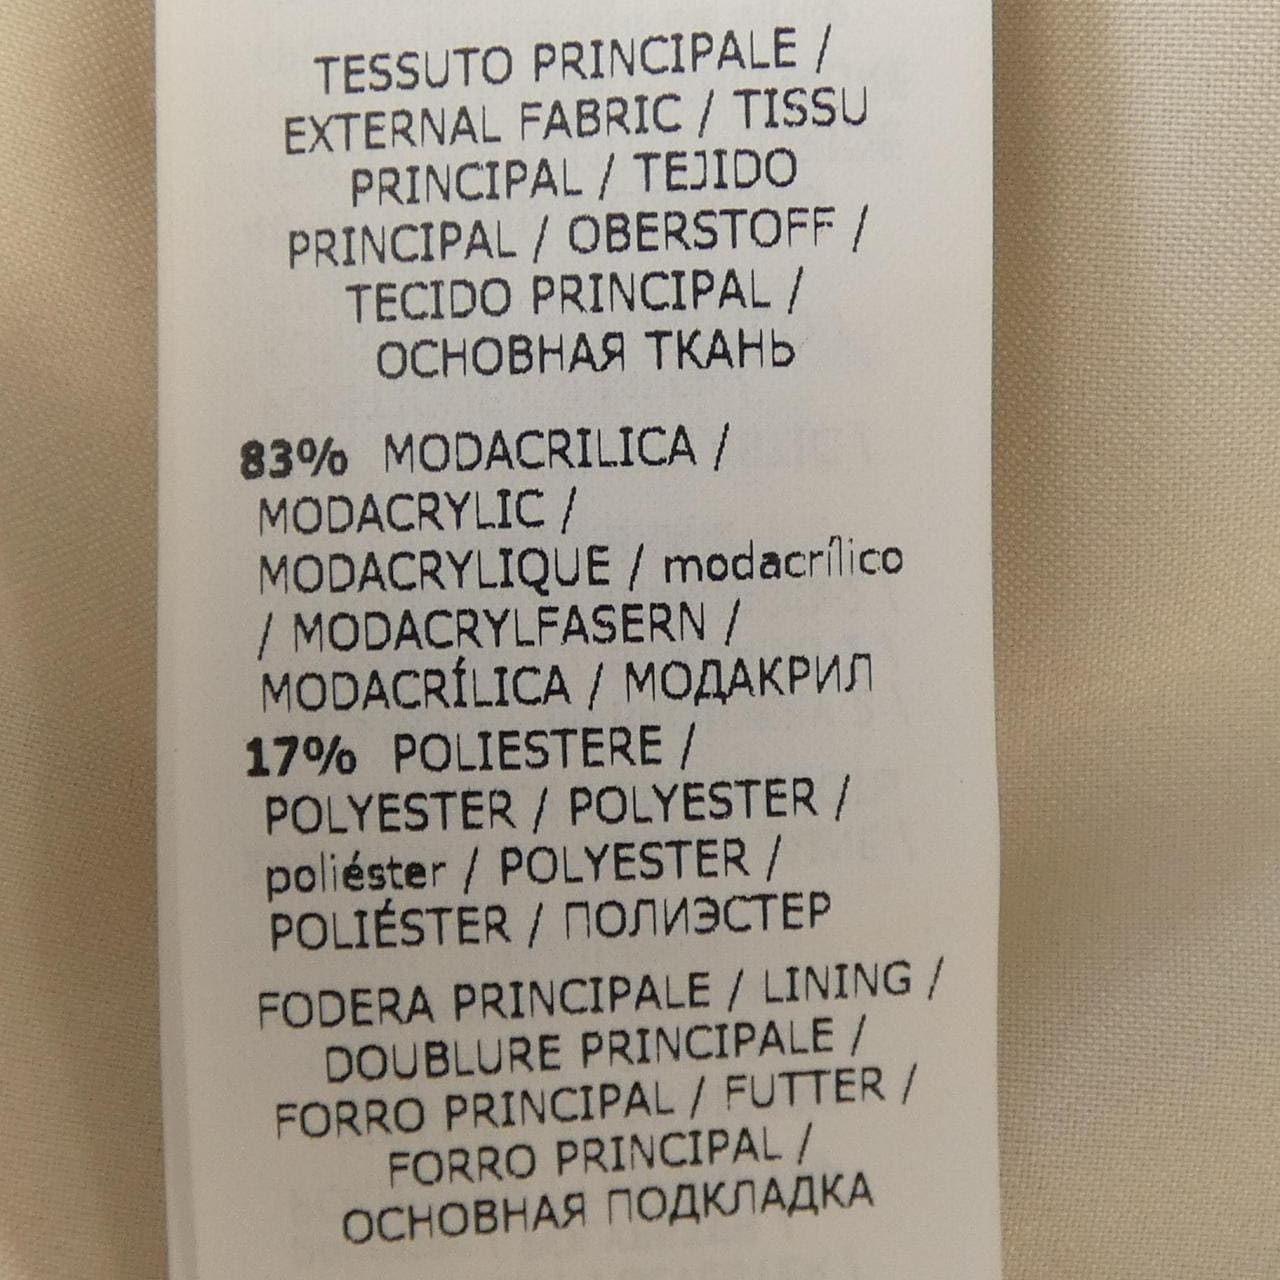 TESSUTO PRINCIPALE /
EXTERNAL FABRIC / TISSU
PRINCIPAL / TEJIDO
PRINCIPAL / OBERSTOFF /
TECIDO PRINCIPAL /
ОСНОВНАЯ ТКАНЬ
83% MODACRILICA /
MODACRYLIC /
MODACRYLIQUE / modacrílico
/ MODACRYLFASERN /
MODACRÍLICA / МОДАКРИЛ
17% POLIESTERE /
POLYESTER / POLYESTER /
poliéster / POLYESTER /
POLIÉSTER / ПОЛИЭСТЕР
FODERA PRINCIPALE / LINING /
DOUBLURE PRINCIPALE /
FORRO PRINCIPAL / FUTTER /
FORRO PRINCIPAL /
ОСНОВНАЯ ПОДКЛАДКА